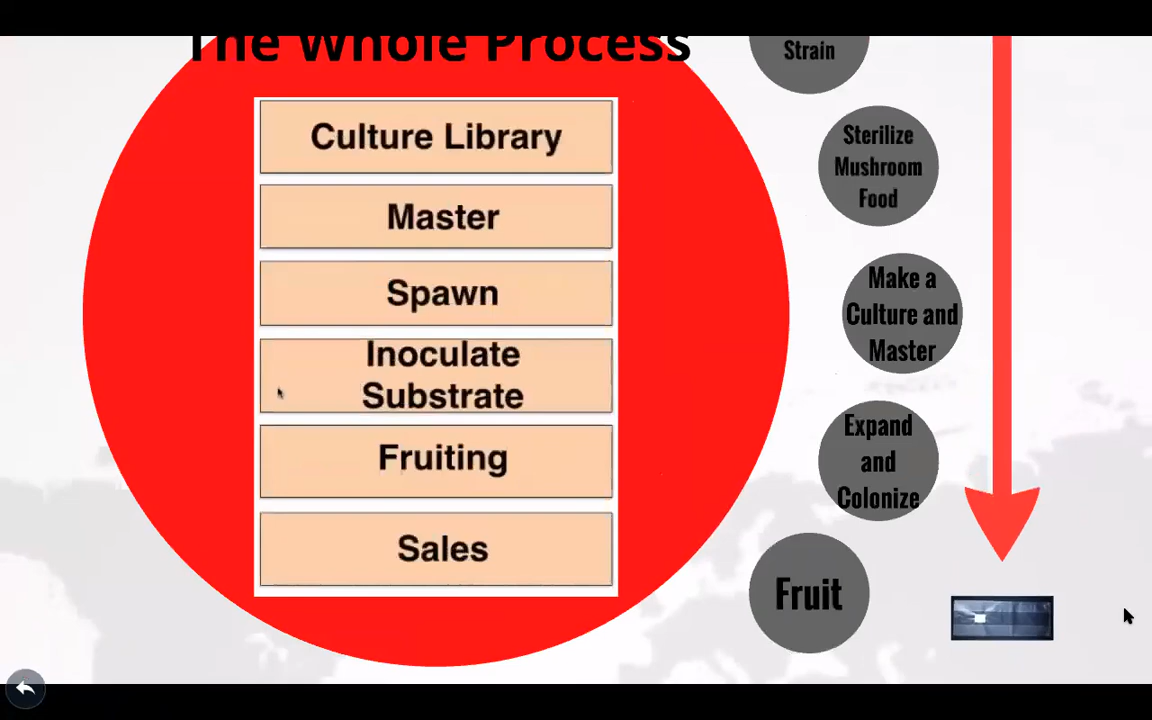 The Whole Process
Culture Library
Master
Spawn
Inoculate
Substrate
Fruiting
Sales
Strain
Sterilize
Mushroom
Food
Make a
Culture and
Master
Expand
and
Colonize
Fruit